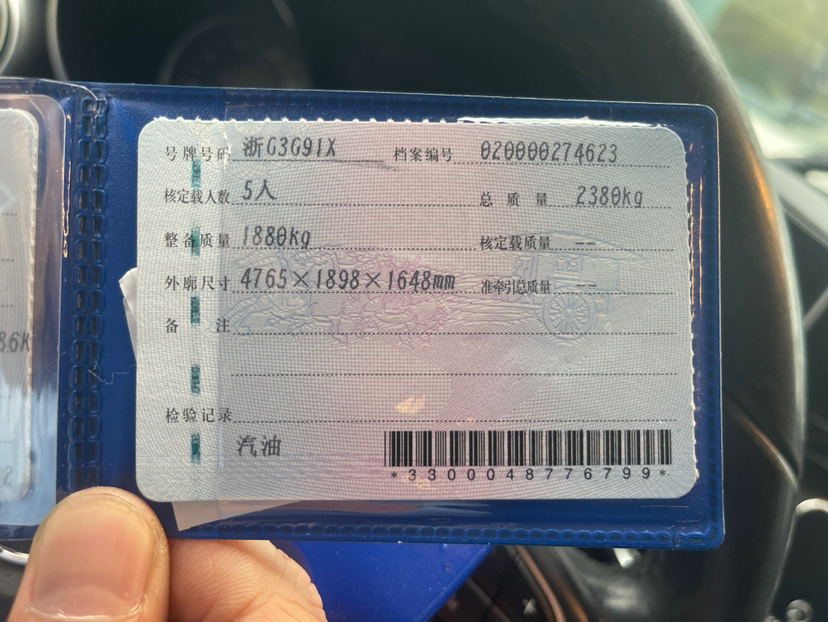 号牌号码 浙G3G91X 档案编号 020000274623
核定载人数 5人 总质量 2380kg
整备质量 1880kg 核定载质量 --
外廓尺寸 4765×1898×1648mm 准牵引总质量 --
备注
检验记录
汽油
*3300048776799*
8.6K
2